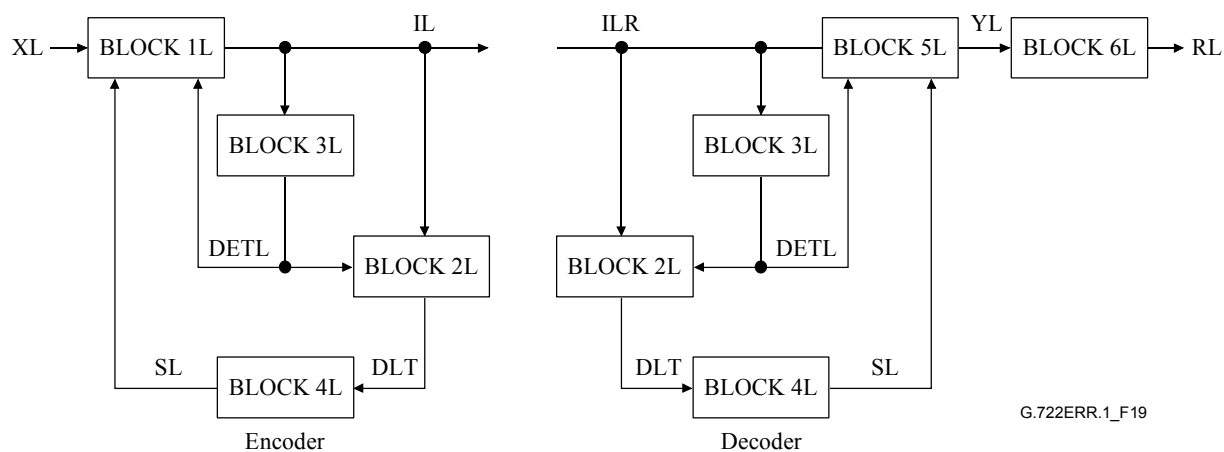 XL
BLOCK 1L
IL
BLOCK 3L
DETL
BLOCK 2L
SL
BLOCK 4L
DLT
Encoder
ILR
BLOCK 5L
YL
BLOCK 6L
RL
BLOCK 3L
BLOCK 2L
DETL
DLT
BLOCK 4L
SL
Decoder
G.722ERR.1_F19